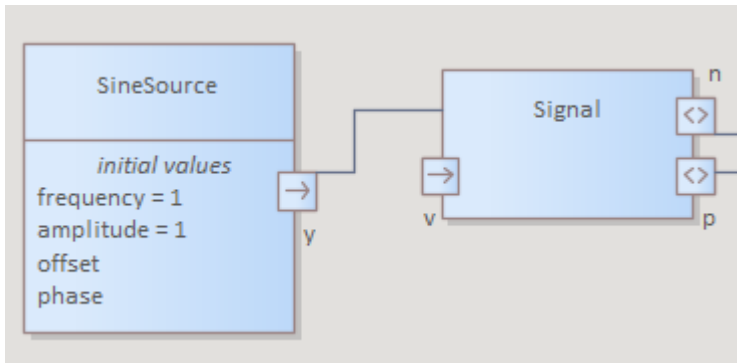 SineSource
initial values
frequency = 1
amplitude = 1
offset
phase
y
Signal
n
v
p